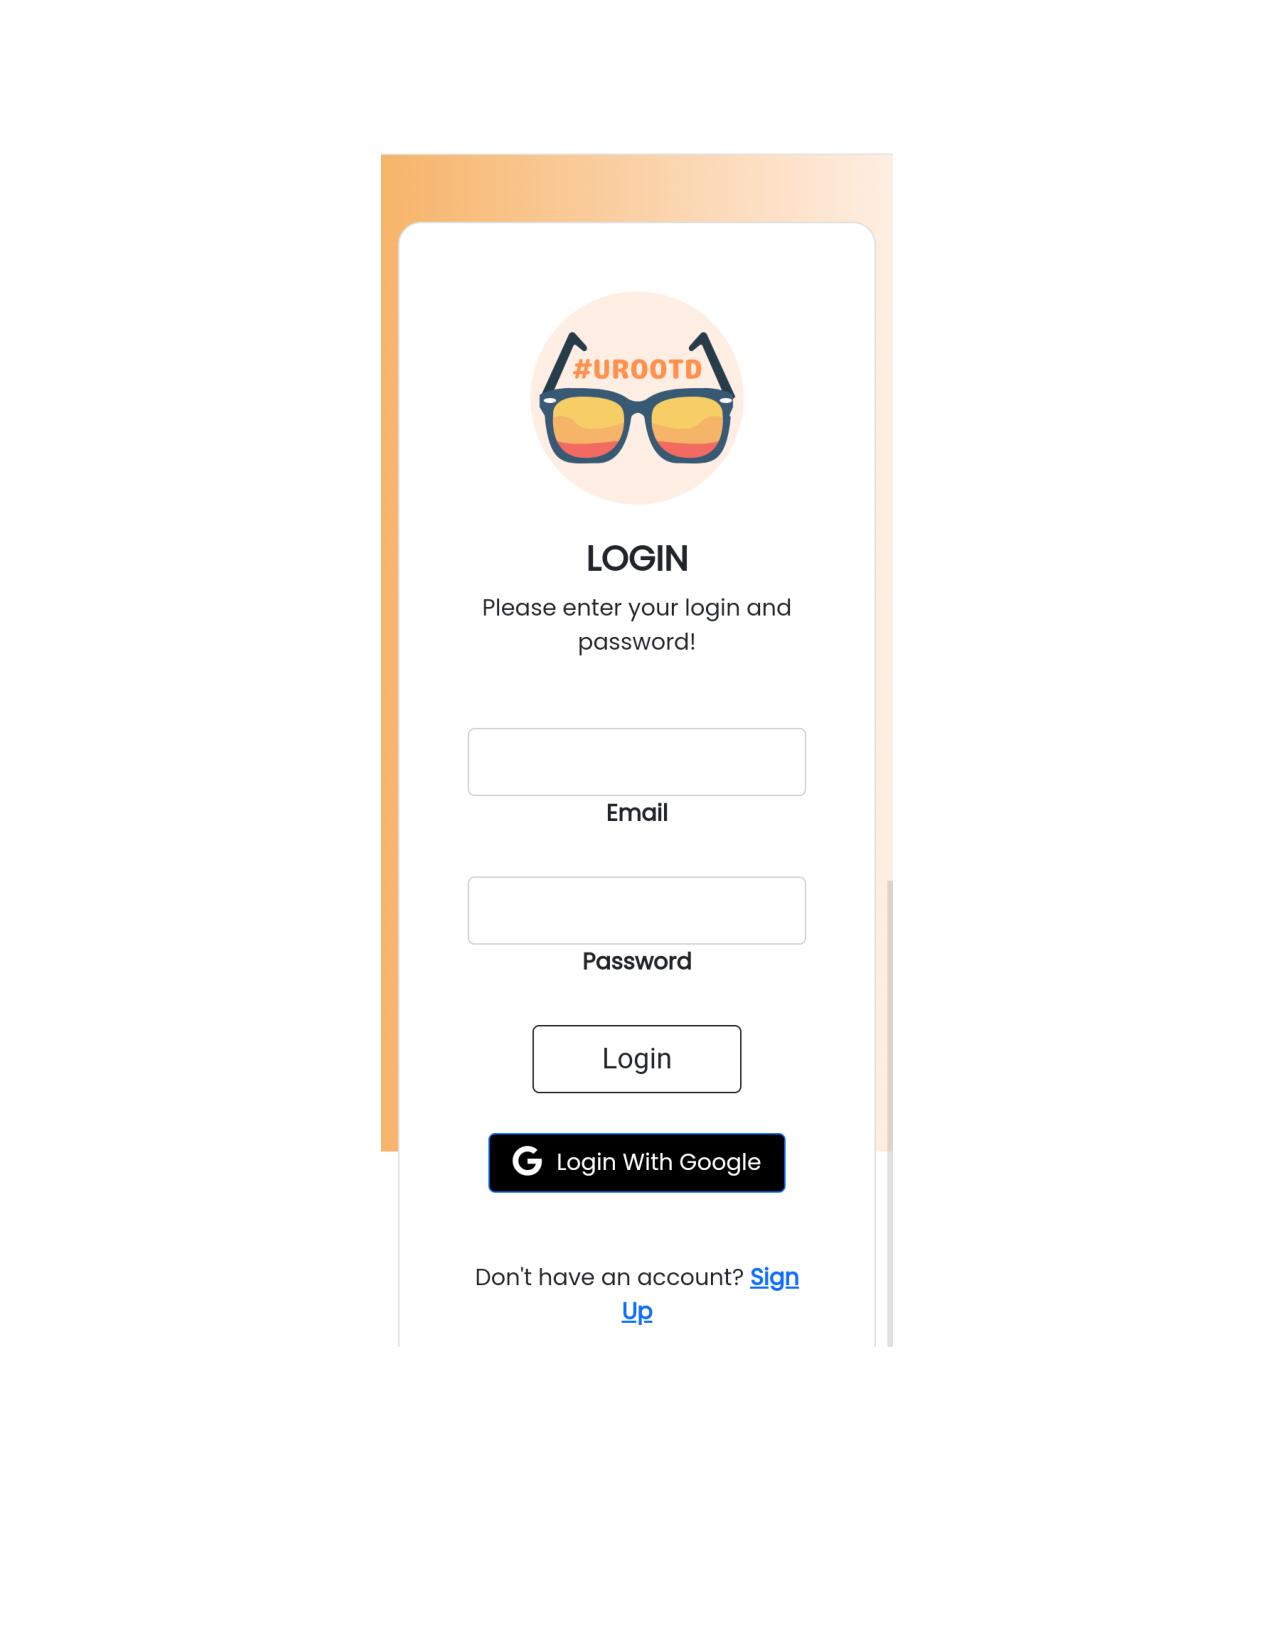 #UROOTD
LOGIN
Please enter your login and
password!
Email
Password
Login
G Login With Google
Don't have an account? Sign
Up